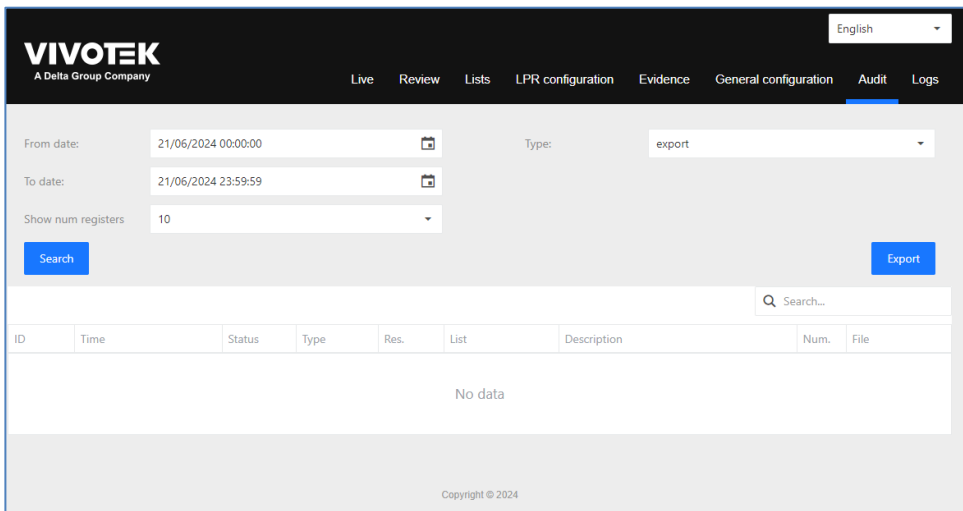 English
VIVOTEK
A Delta Group Company
Live Review Lists LPR configuration Evidence General configuration Audit Logs
From date: 21/06/2024 00:00:00 Type: export
To date: 21/06/2024 23:59:59
Show num registers 10
Search Export
Search...
ID Time Status Type Res. List Description Num. File
No data
Copyright © 2024